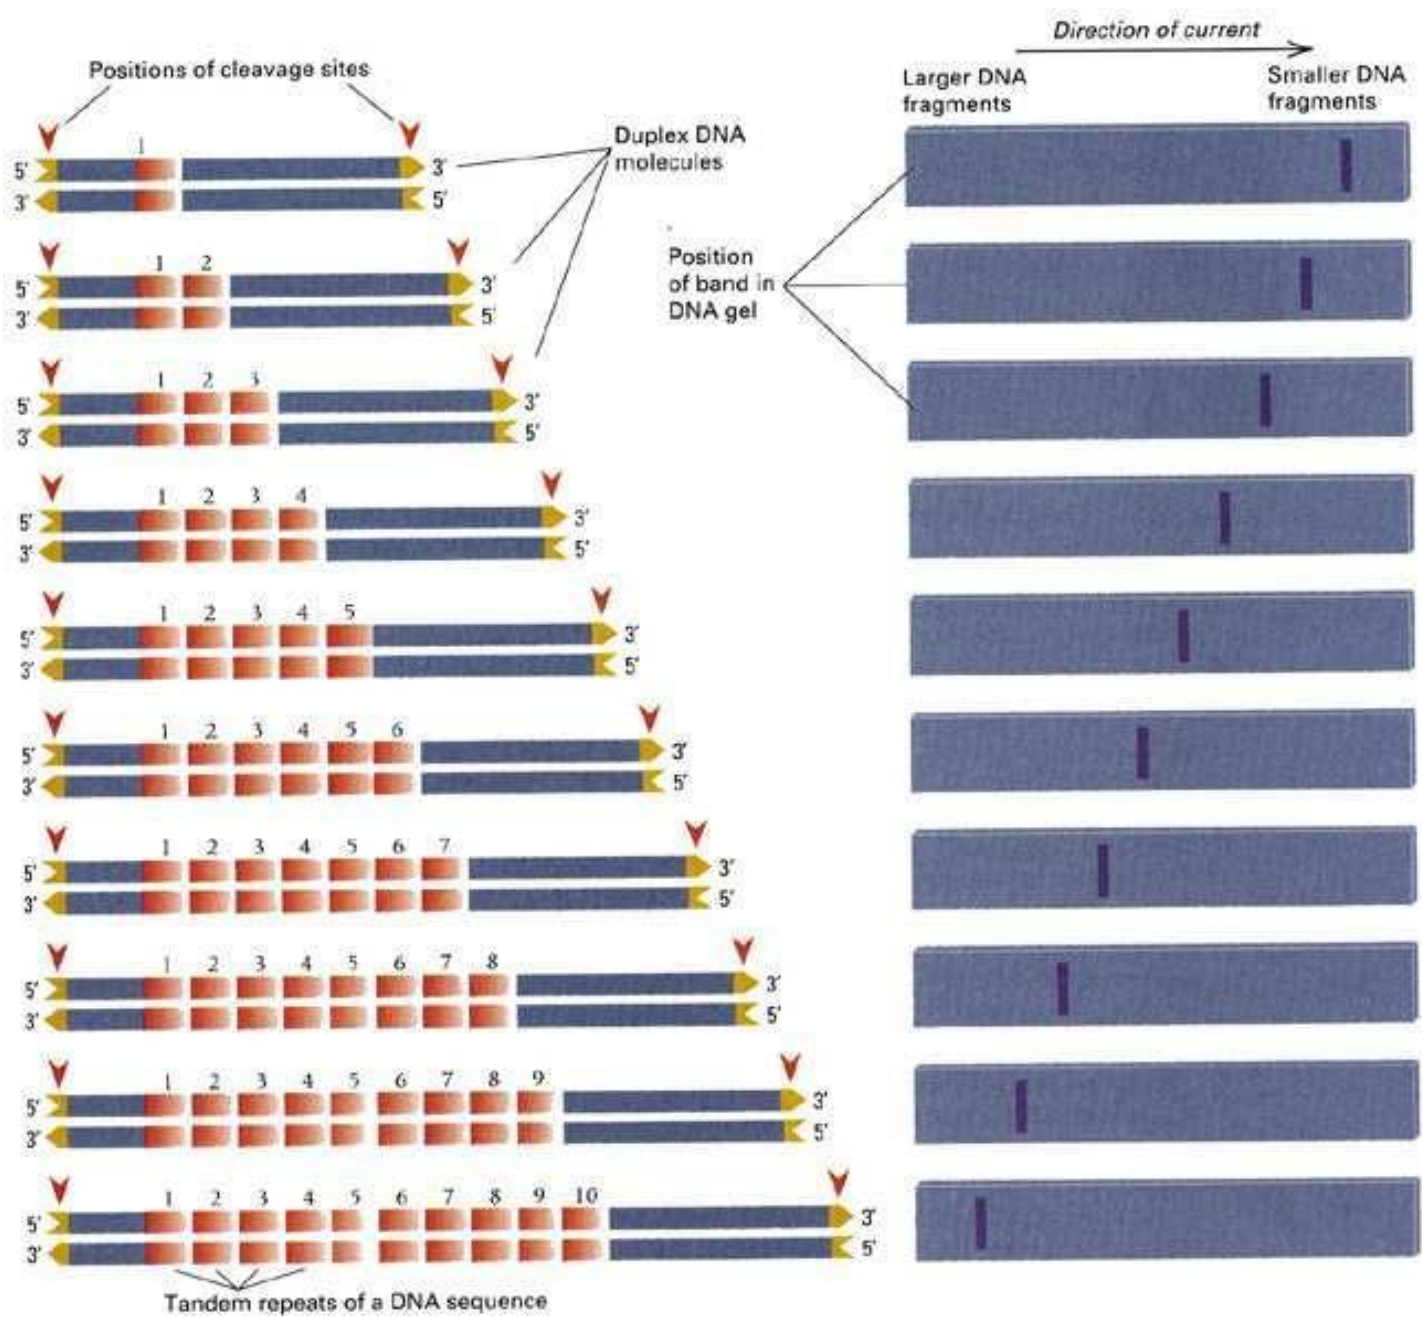 Direction of current
Positions of cleavage sites
Larger DNA
fragments
Smaller DNA
fragments
Duplex DNA
molecules
1
5' 3'
3' 5'
Position
of band in
DNA gel
1 2
5' 3'
3' 5'
1 2 3
5' 3'
3' 5'
1 2 3 4
5' 3'
3' 5'
1 2 3 4 5
5' 3'
3' 5'
1 2 3 4 5 6
5' 3'
3' 5'
1 2 3 4 5 6 7
5' 3'
3' 5'
1 2 3 4 5 6 7 8
5' 3'
3' 5'
1 2 3 4 5 6 7 8 9
5' 3'
3' 5'
1 2 3 4 5 6 7 8 9 10
5' 3'
3' 5'
Tandem repeats of a DNA sequence